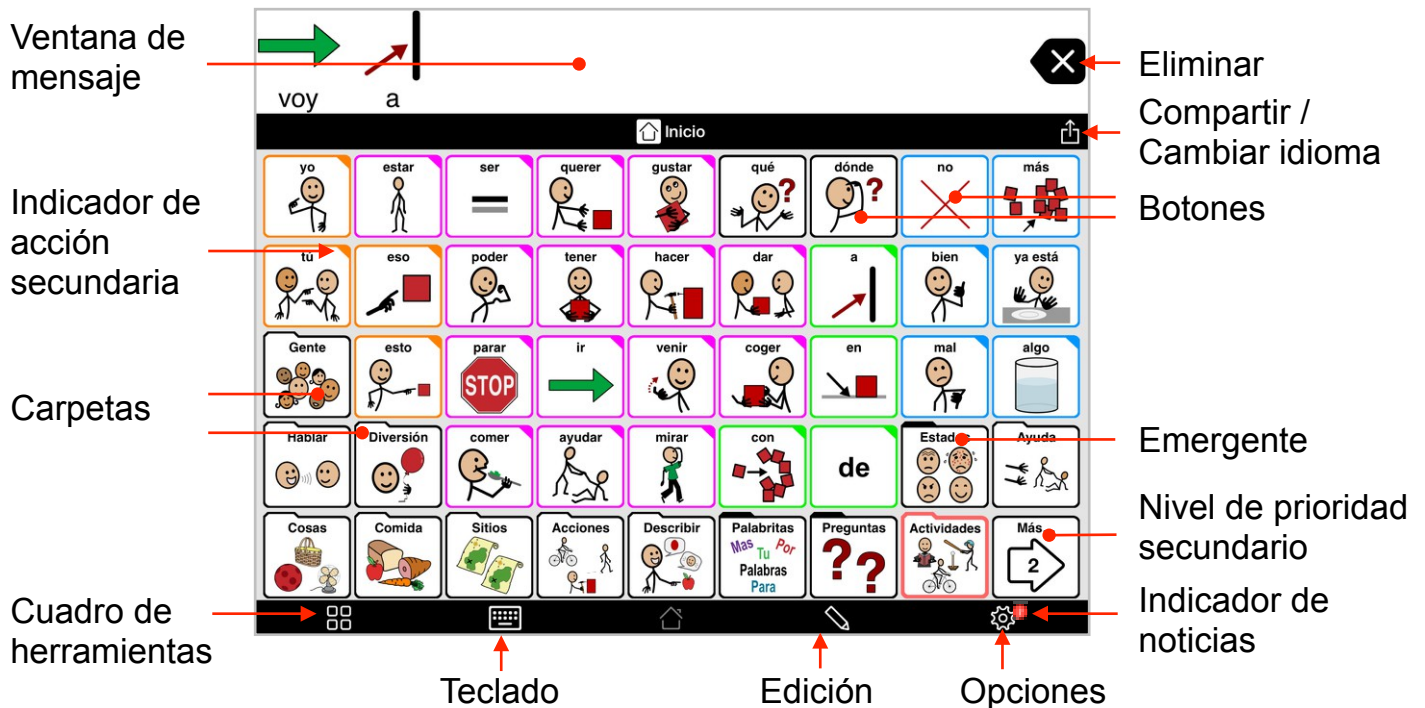 Ventana de
mensaje
voy a
Eliminar
Compartir /
Cambiar idioma
Inicio
yo estar ser querer gustar qué dónde no más
? ?
Indicador de
acción
secundaria
Botones
tú eso poder tener hacer dar a bien ya está
Gente esto parar ir venir coger en mal algo
STOP
Carpetas
Hablar Diversión comer ayudar mirar con de Estados Ayuda
Emergente
Cosas Comida Sitios Acciones Describir Palabritas Preguntas Actividades Más
Mas Tu Por
Palabras
Para
??
2
Nivel de prioridad
secundario
Cuadro de
herramientas
Indicador de
noticias
Teclado Edición Opciones